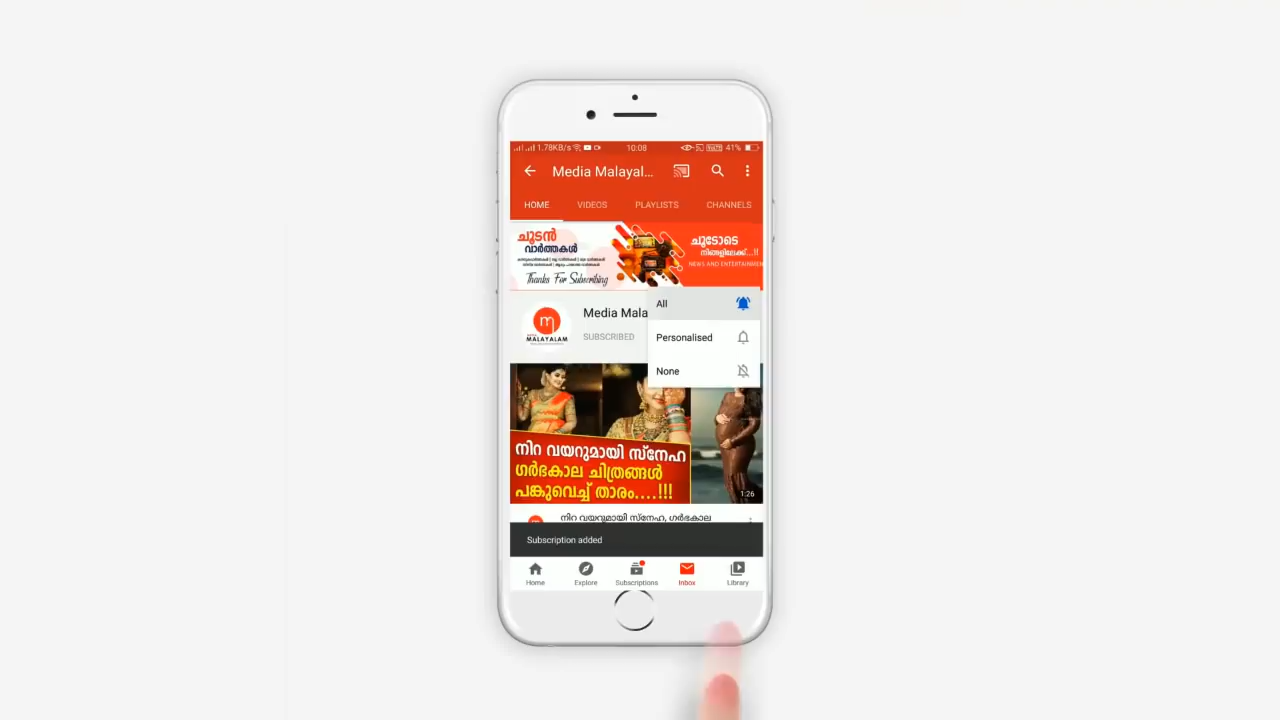 1.78KB/s 10:08 41%
Media Malayal...
HOME VIDEOS PLAYLISTS CHANNELS
ചൂടൻ
വാർത്തകൾ
Thanks For Subscribing
ചൂടോടെ
നിങ്ങളിലേക്ക്...!!
NEWS AND ENTERTAINMEN
All
Media Mala
SUBSCRIBED
Personalised
None
MALAYALAM
നിറ വയറുമായി സ്നേഹ
ഗർഭകാല ചിത്രങ്ങൾ
പങ്കുവെച്ച് താരം....!!!
1:26
നിറ വയറുമായി സ്നേഹ, ഗർഭകാല
Subscription added
Home Explore Subscriptions Inbox Library